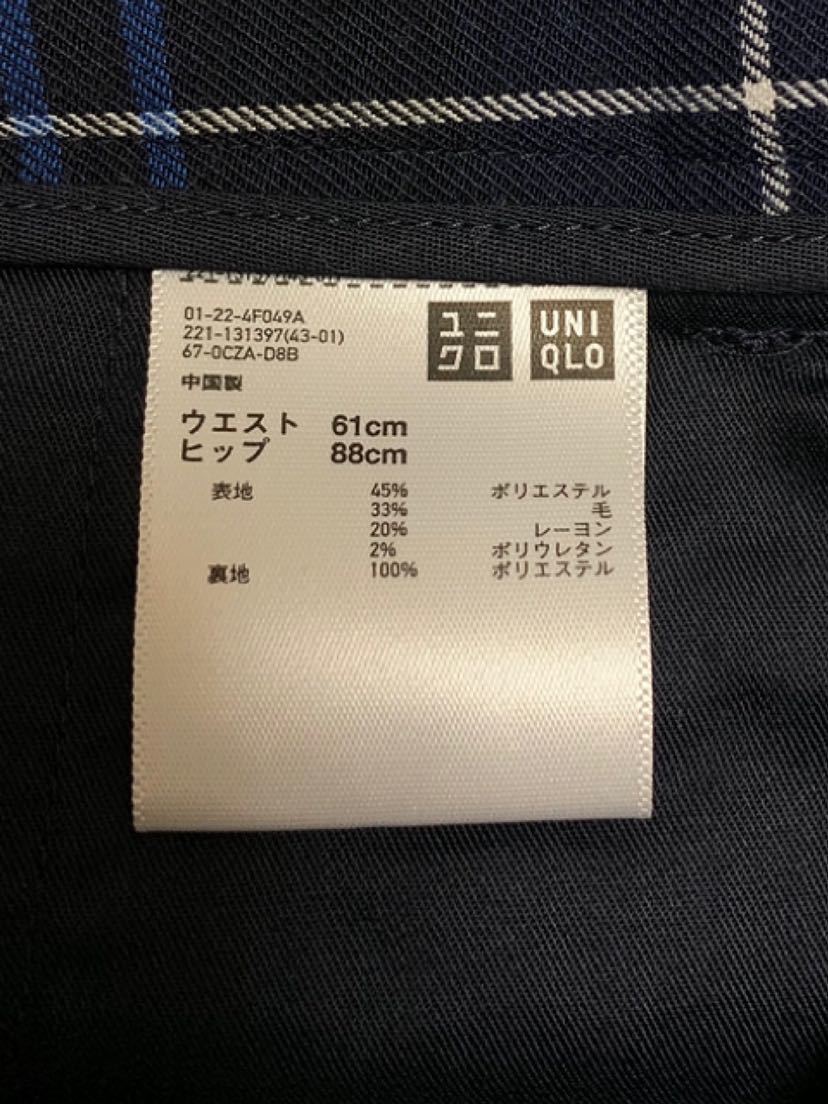 01-22-4F049A
221-131397(43-01)
67-0CZA-D8B
中国製
ユニ
クロ
UNI
QLO
ウエスト 61cm
ヒップ 88cm
表地 45% ポリエステル
33% 毛
20% レーヨン
2% ポリウレタン
裏地 100% ポリエステル